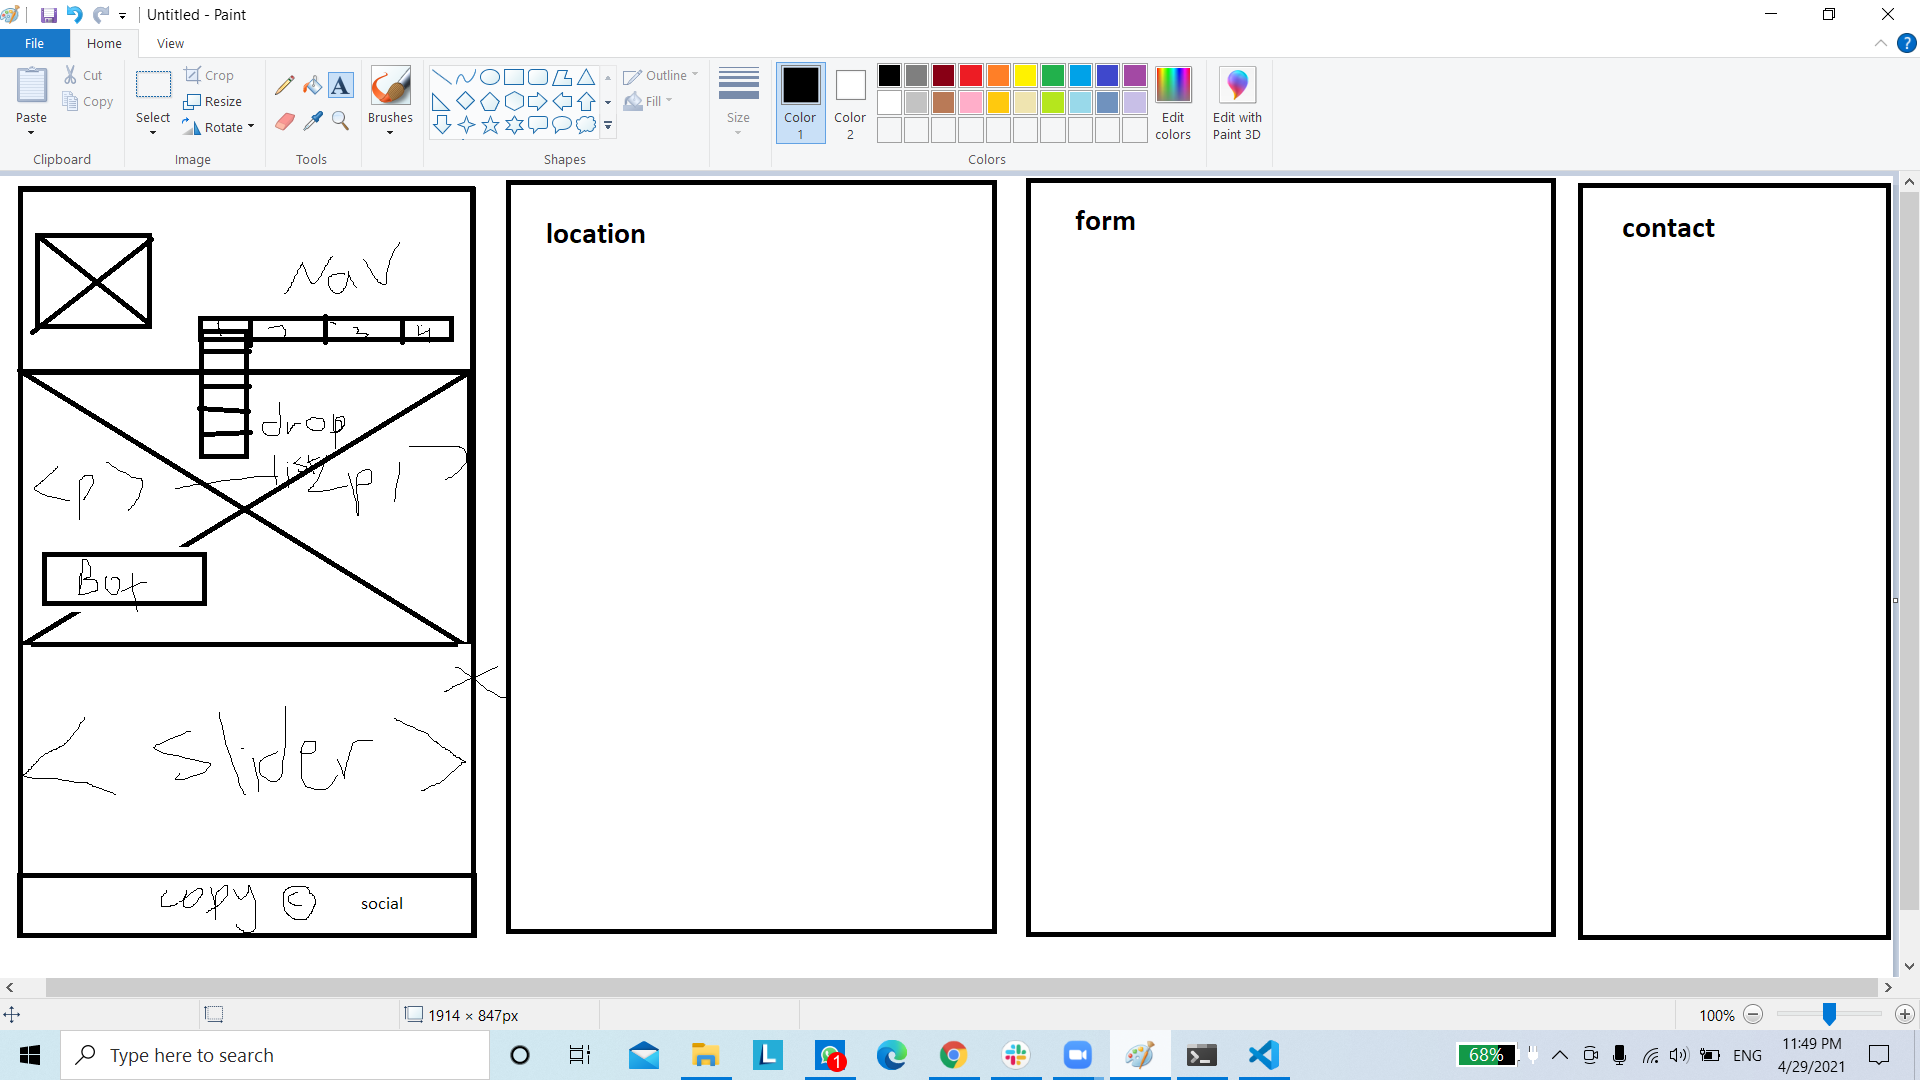 Untitled - Paint
File Home View
Paste
Cut
Copy
Clipboard
Select
Crop
Resize
Rotate
Image
A
Tools
Brushes
Outline
Fill
Shapes
Size
Color 1
Color 2
Edit colors
Colors
Edit with Paint 3D
Nav
1 2 3 4
drop
list
<p>
<p
Box
< slider >
copy © social
location
form
contact
1914 × 847px
100%
Type here to search
L
1
68%
ENG
11:49 PM
4/29/2021